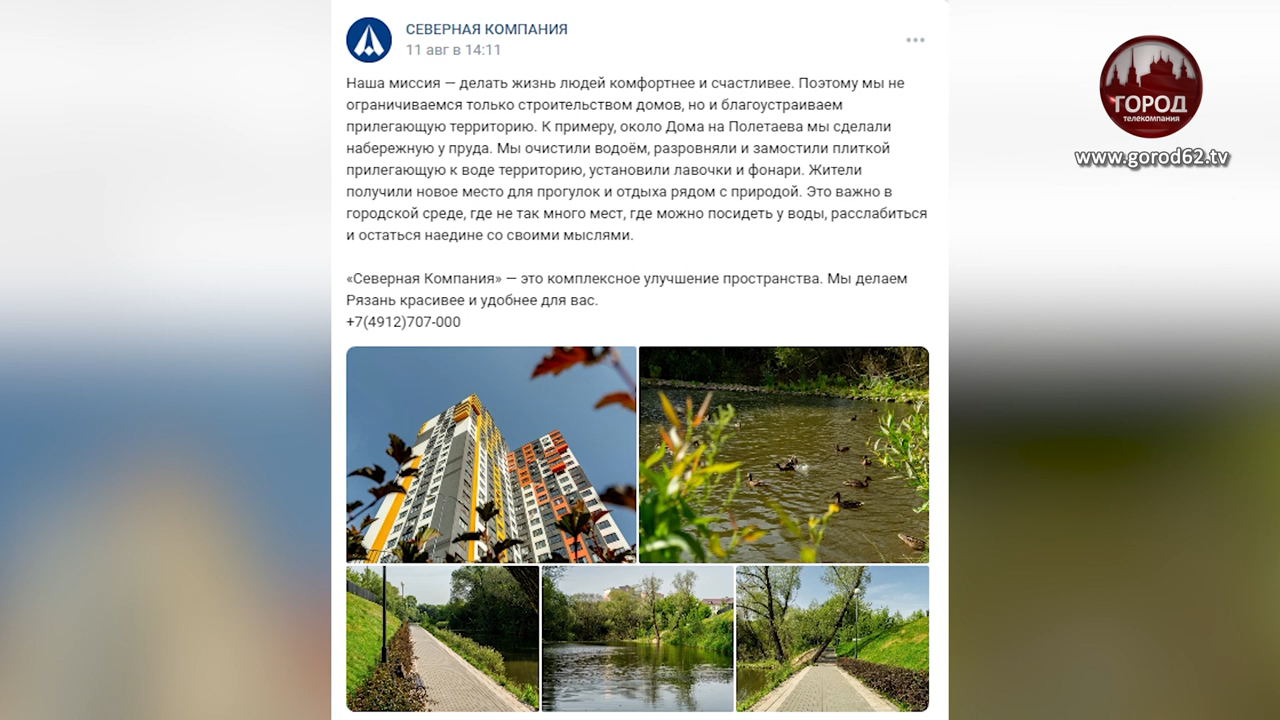 СЕВЕРНАЯ КОМПАНИЯ
11 авг в 14:11
Наша миссия — делать жизнь людей комфортнее и счастливее. Поэтому мы не
ограничиваемся только строительством домов, но и благоустраиваем
прилегающую территорию. К примеру, около Дома на Полетаева мы сделали
набережную у пруда. Мы очистили водоём, разровняли и замостили плиткой
прилегающую к воде территорию, установили лавочки и фонари. Жители
получили новое место для прогулок и отдыха рядом с природой. Это важно в
городской среде, где не так много мест, где можно посидеть у воды, расслабиться
и остаться наедине со своими мыслями.
«Северная Компания» — это комплексное улучшение пространства. Мы делаем
Рязань красивее и удобнее для вас.
+7(4912)707-000
ГОРОД
телекомпания
www.gorod62.tv